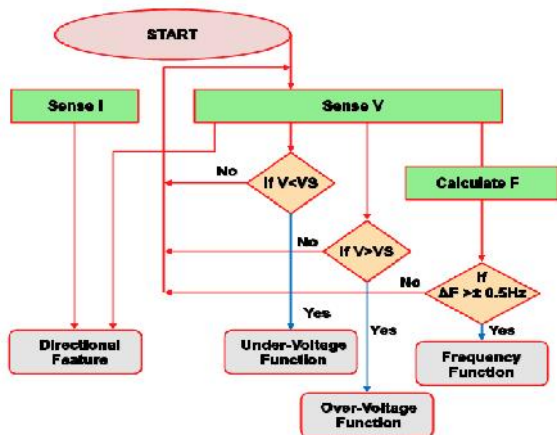 START
Sense I
Sense V
No
If V<VS
Calculate F
No
If V>VS
No
If
ΔF >± 0.5Hz
Yes
Yes
Yes
Directional
Feature
Under-Voltage
Function
Frequency
Function
Over-Voltage
Function